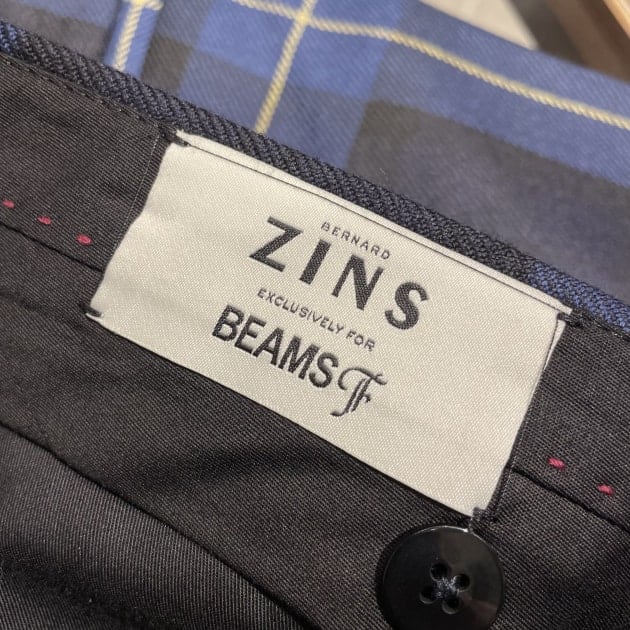 BERNARD
ZINS
EXCLUSIVELY FOR
BEAMS F